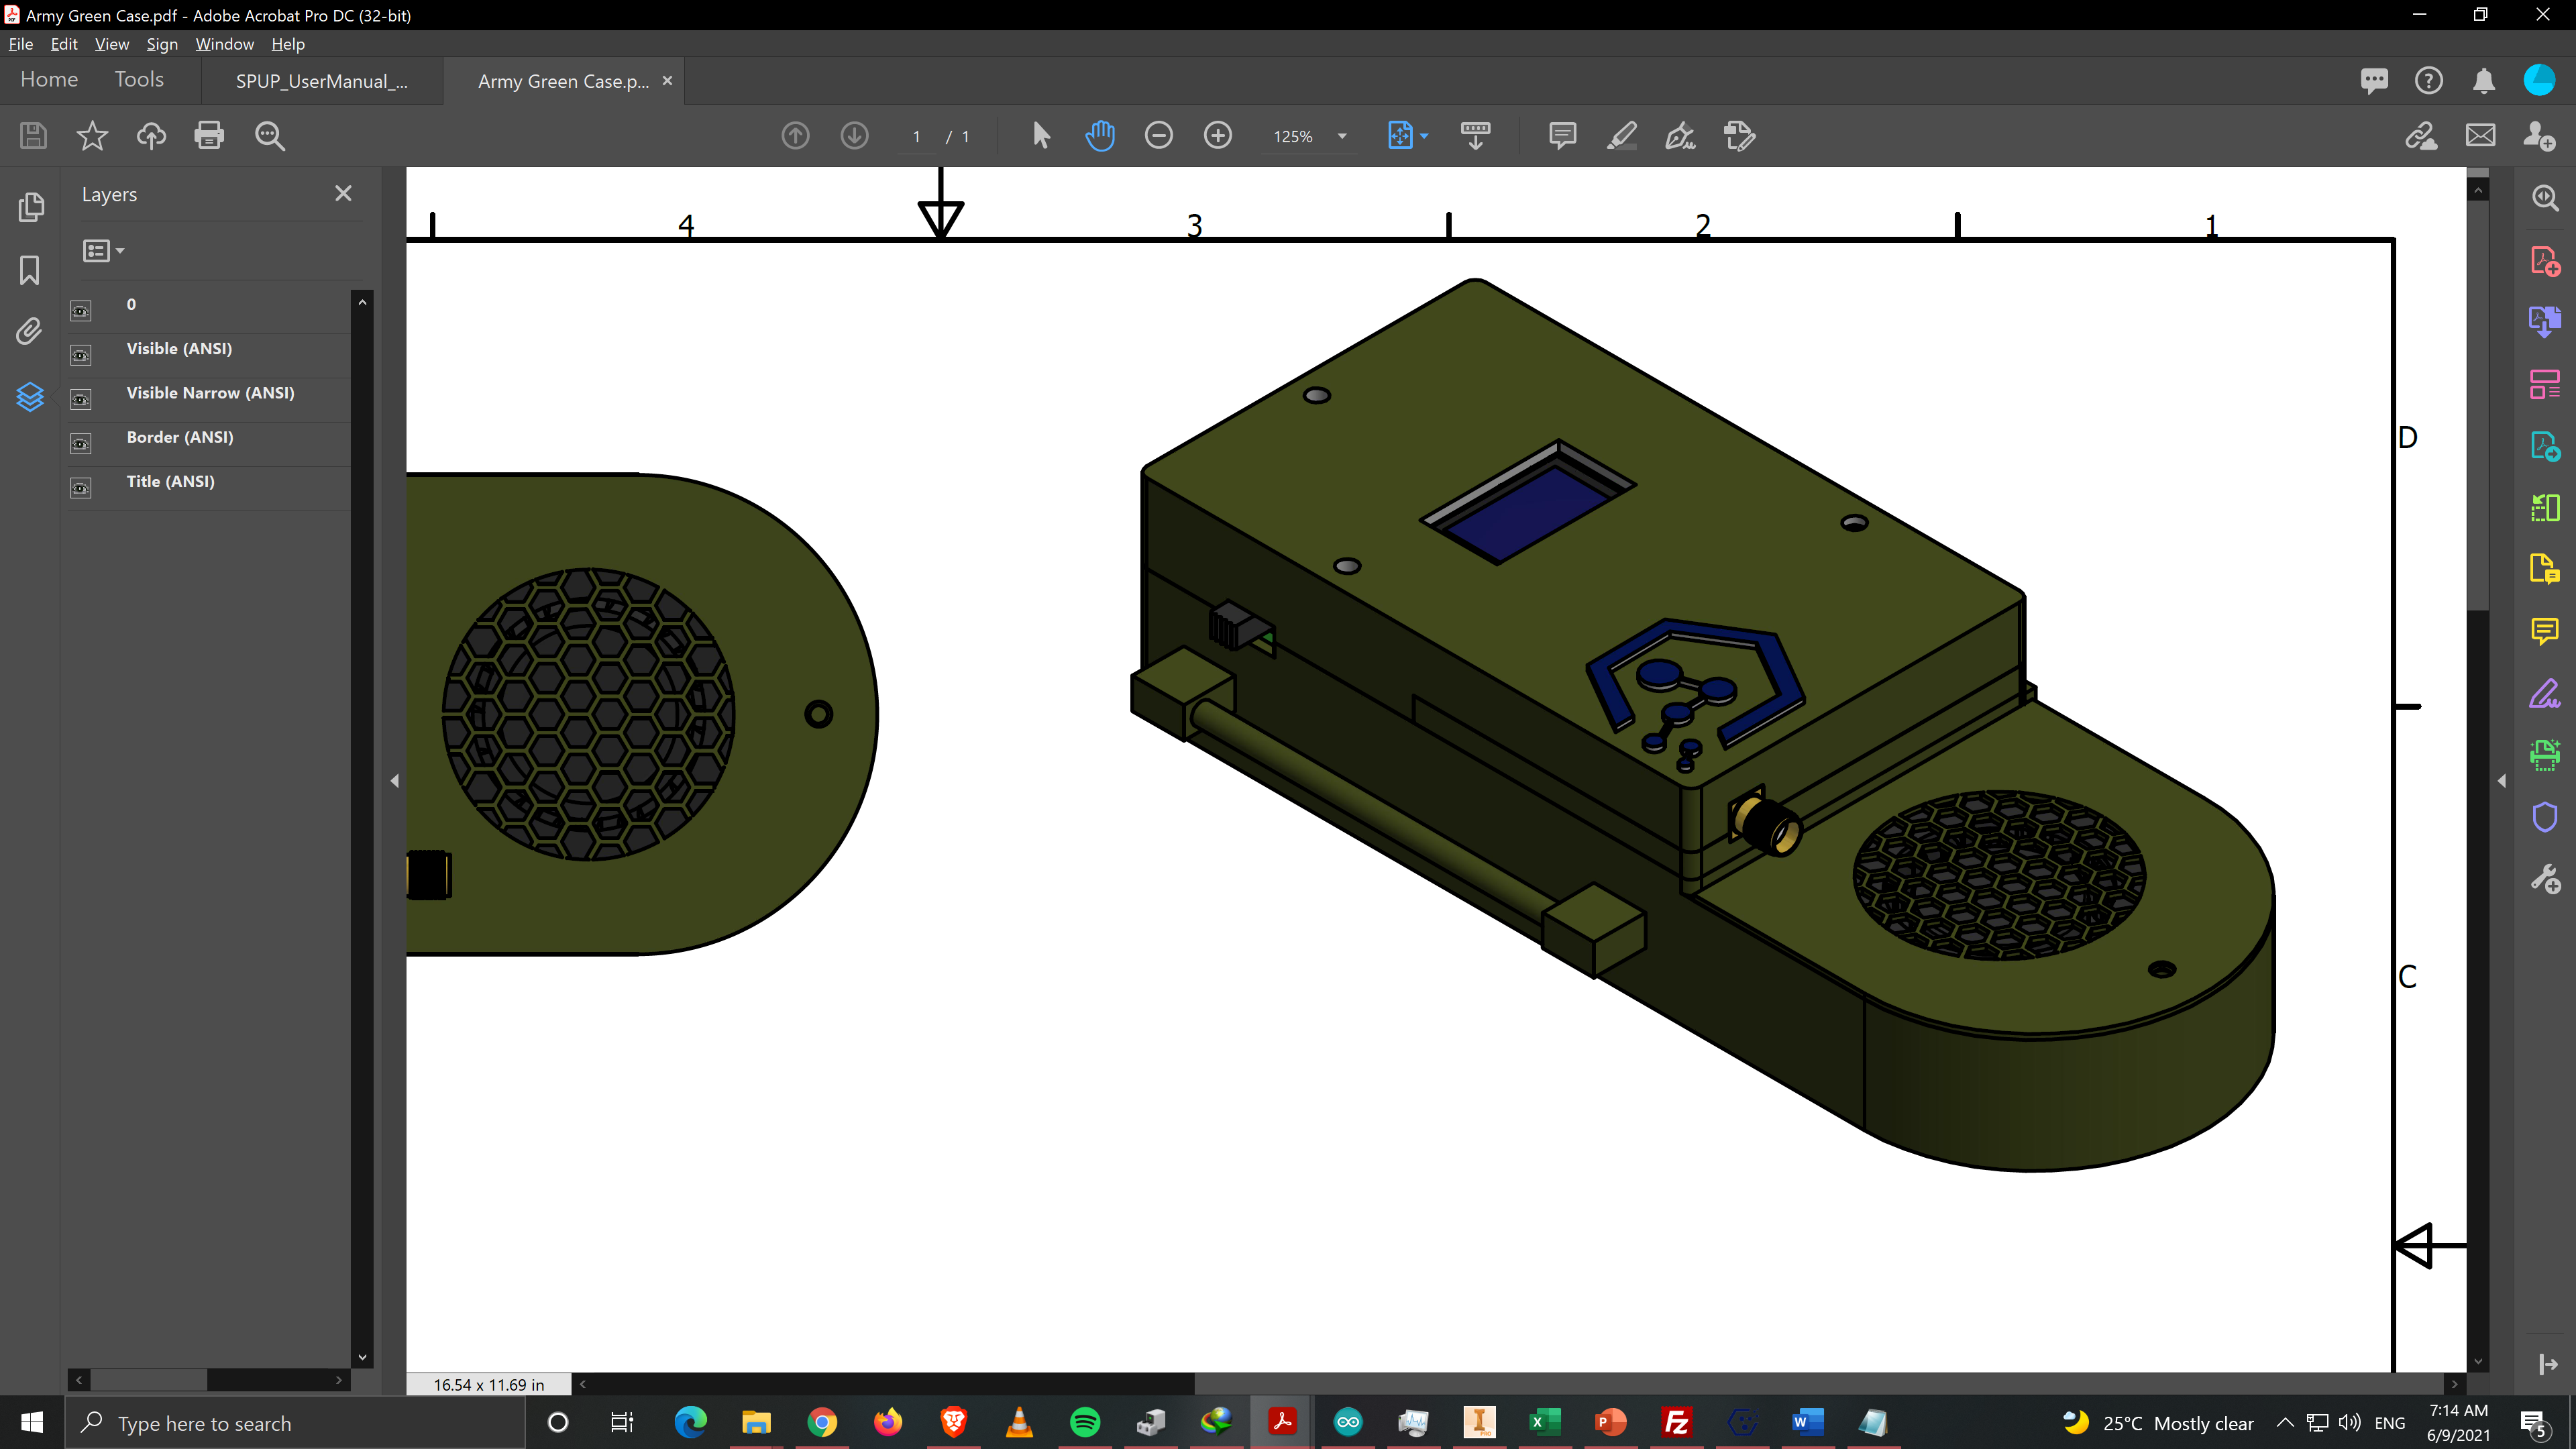 Army Green Case.pdf - Adobe Acrobat Pro DC (32-bit)
File Edit View Sign Window Help
Home Tools SPUP_UserManual_... Army Green Case.p...
1 / 1 125%
Layers
0
Visible (ANSI)
Visible Narrow (ANSI)
Border (ANSI)
Title (ANSI)
4 3 2 1
D
C
16.54 x 11.69 in
Type here to search
25°C Mostly clear ENG
7:14 AM
6/9/2021
5